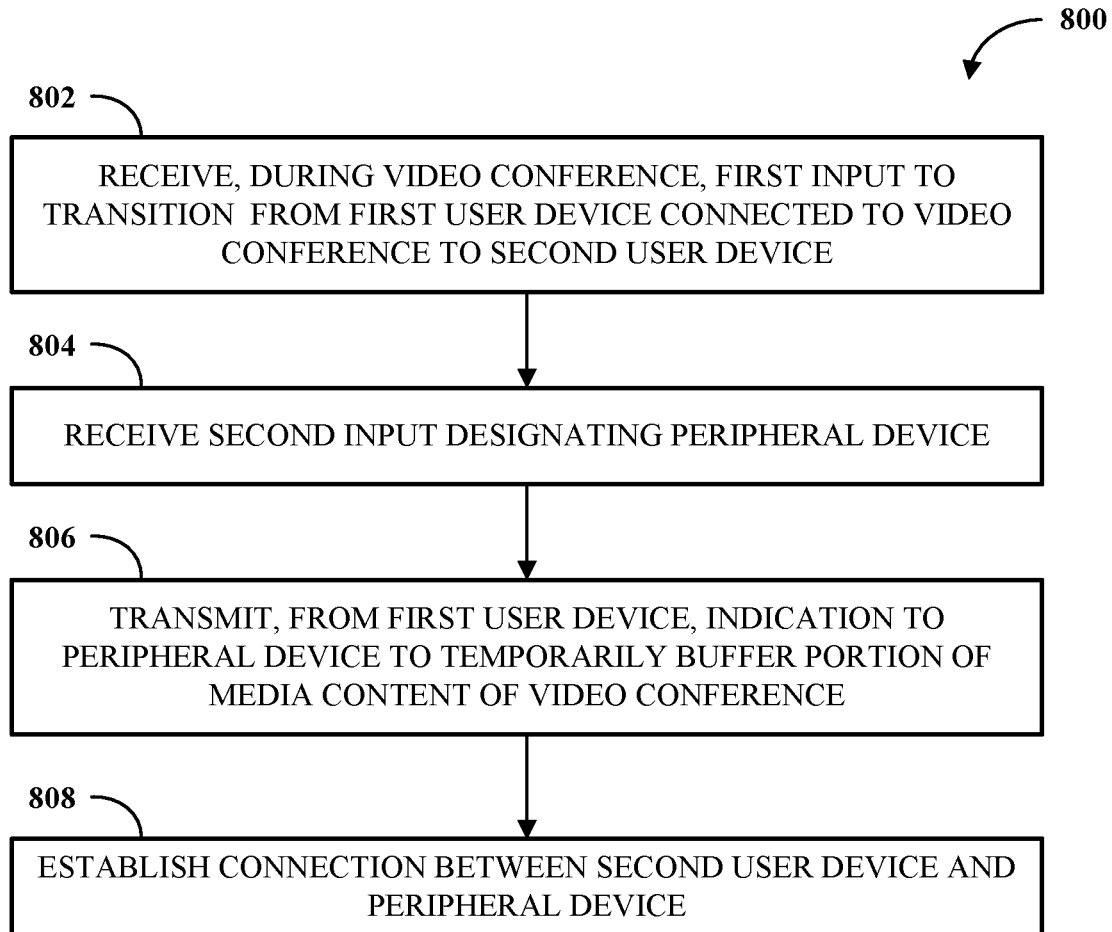 800
802
RECEIVE, DURING VIDEO CONFERENCE, FIRST INPUT TO
TRANSITION FROM FIRST USER DEVICE CONNECTED TO VIDEO
CONFERENCE TO SECOND USER DEVICE
804
RECEIVE SECOND INPUT DESIGNATING PERIPHERAL DEVICE
806
TRANSMIT, FROM FIRST USER DEVICE, INDICATION TO
PERIPHERAL DEVICE TO TEMPORARILY BUFFER PORTION OF
MEDIA CONTENT OF VIDEO CONFERENCE
808
ESTABLISH CONNECTION BETWEEN SECOND USER DEVICE AND
PERIPHERAL DEVICE